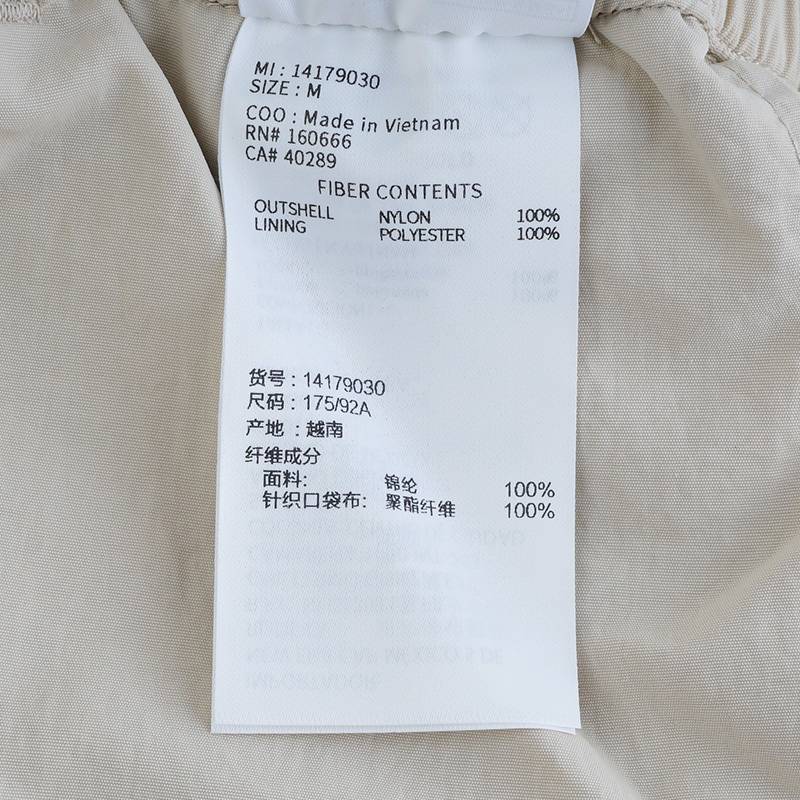 MI : 14179030
SIZE : M
COO : Made in Vietnam
RN# 160666
CA# 40289
FIBER CONTENTS
OUTSHELL NYLON 100%
LINING POLYESTER 100%
货号 : 14179030
尺码 : 175/92A
产地 : 越南
纤维成分
面料: 锦纶 100%
针织口袋布: 聚酯纤维 100%